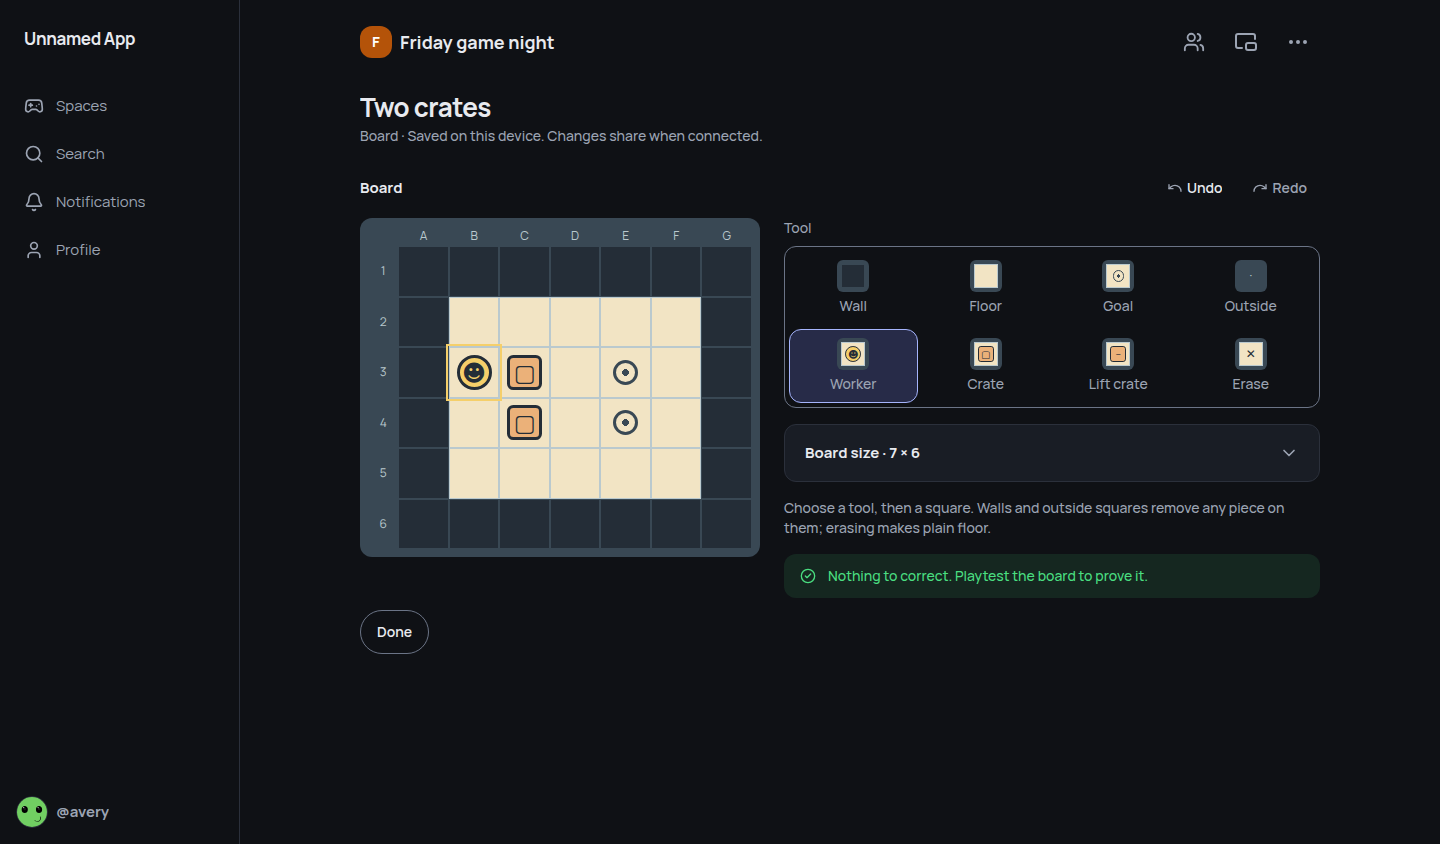 Unnamed App
Spaces
Search
Notifications
Profile
@avery
F Friday game night
Two crates
Board · Saved on this device. Changes share when connected.
Board
Undo Redo
A B C D E F G
1
2
3
4
5
6
Tool
Wall Floor Goal Outside
Worker Crate Lift crate Erase
Board size · 7 × 6
Choose a tool, then a square. Walls and outside squares remove any piece on
them; erasing makes plain floor.
Nothing to correct. Playtest the board to prove it.
Done